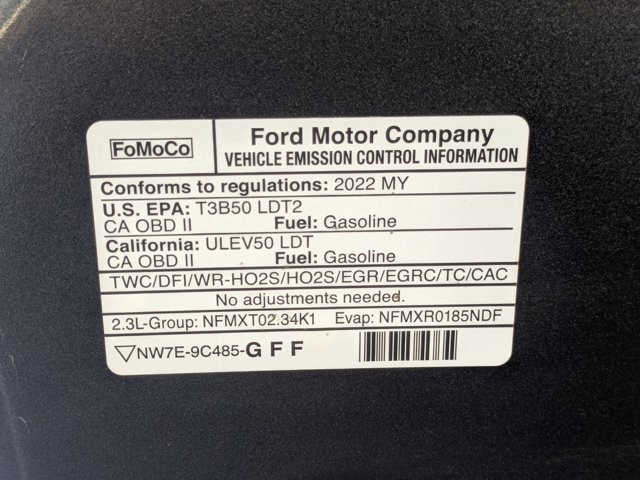 FoMoCo
Ford Motor Company
VEHICLE EMISSION CONTROL INFORMATION
Conforms to regulations: 2022 MY
U.S. EPA: T3B50 LDT2
CA OBD II Fuel: Gasoline
California: ULEV50 LDT
CA OBD II Fuel: Gasoline
TWC/DFI/WR-HO2S/HO2S/EGR/EGRC/TC/CAC
No adjustments needed.
2.3L-Group: NFMXT02.34K1 Evap: NFMXR0185NDF
NW7E-9C485-G F F